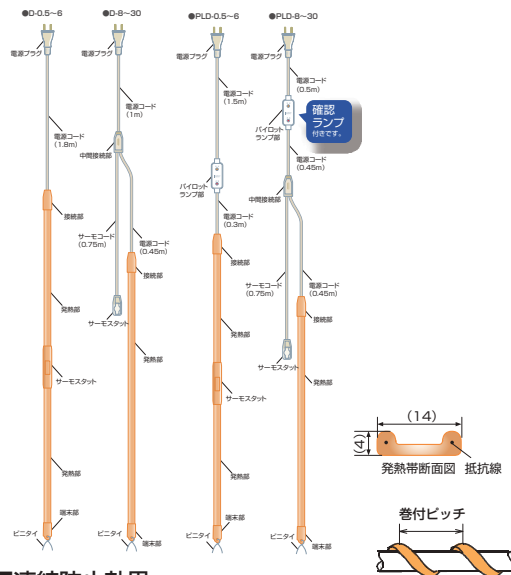 ●D-0.5〜6
電源プラグ
電源コード
(1.8m)
接続部
発熱部
サーモスタット
発熱部
端末部
ビニタイ
●D-8〜30
電源プラグ
電源コード
(1m)
中間接続部
サーモコード
(0.75m)
電源コード
(0.45m)
接続部
サーモスタット
発熱部
ビニタイ
端末部
●PLD-0.5〜6
電源プラグ
電源コード
(1.5m)
パイロット
ランプ部
電源コード
(0.3m)
接続部
発熱部
サーモスタット
発熱部
端末部
ビニタイ
●PLD-8〜30
電源プラグ
電源コード
(0.5m)
確認
ランプ
付きです。
パイロット
ランプ部
電源コード
(0.45m)
中間接続部
サーモコード
(0.75m)
電源コード
(0.45m)
接続部
サーモスタット
発熱部
ビニタイ
端末部
(14)
(4)
発熱帯断面図 抵抗線
巻付ピッチ